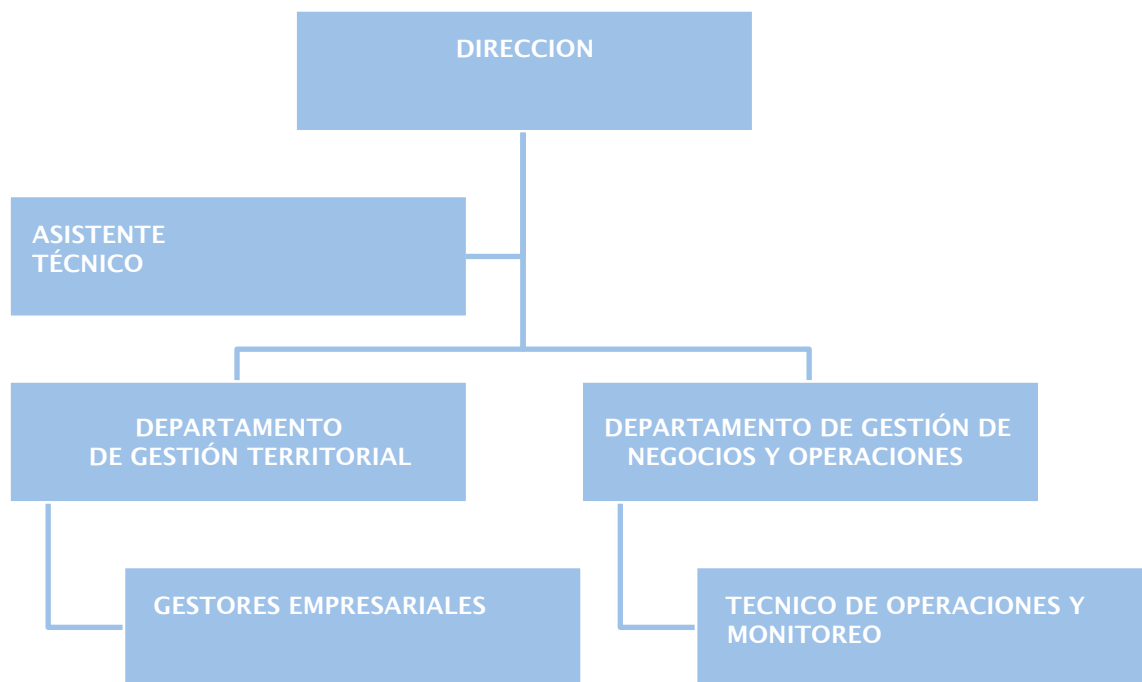 DIRECCION
ASISTENTE
TÉCNICO
DEPARTAMENTO
DE GESTIÓN TERRITORIAL
DEPARTAMENTO DE GESTIÓN DE
NEGOCIOS Y OPERACIONES
GESTORES EMPRESARIALES
TECNICO DE OPERACIONES Y
MONITOREO